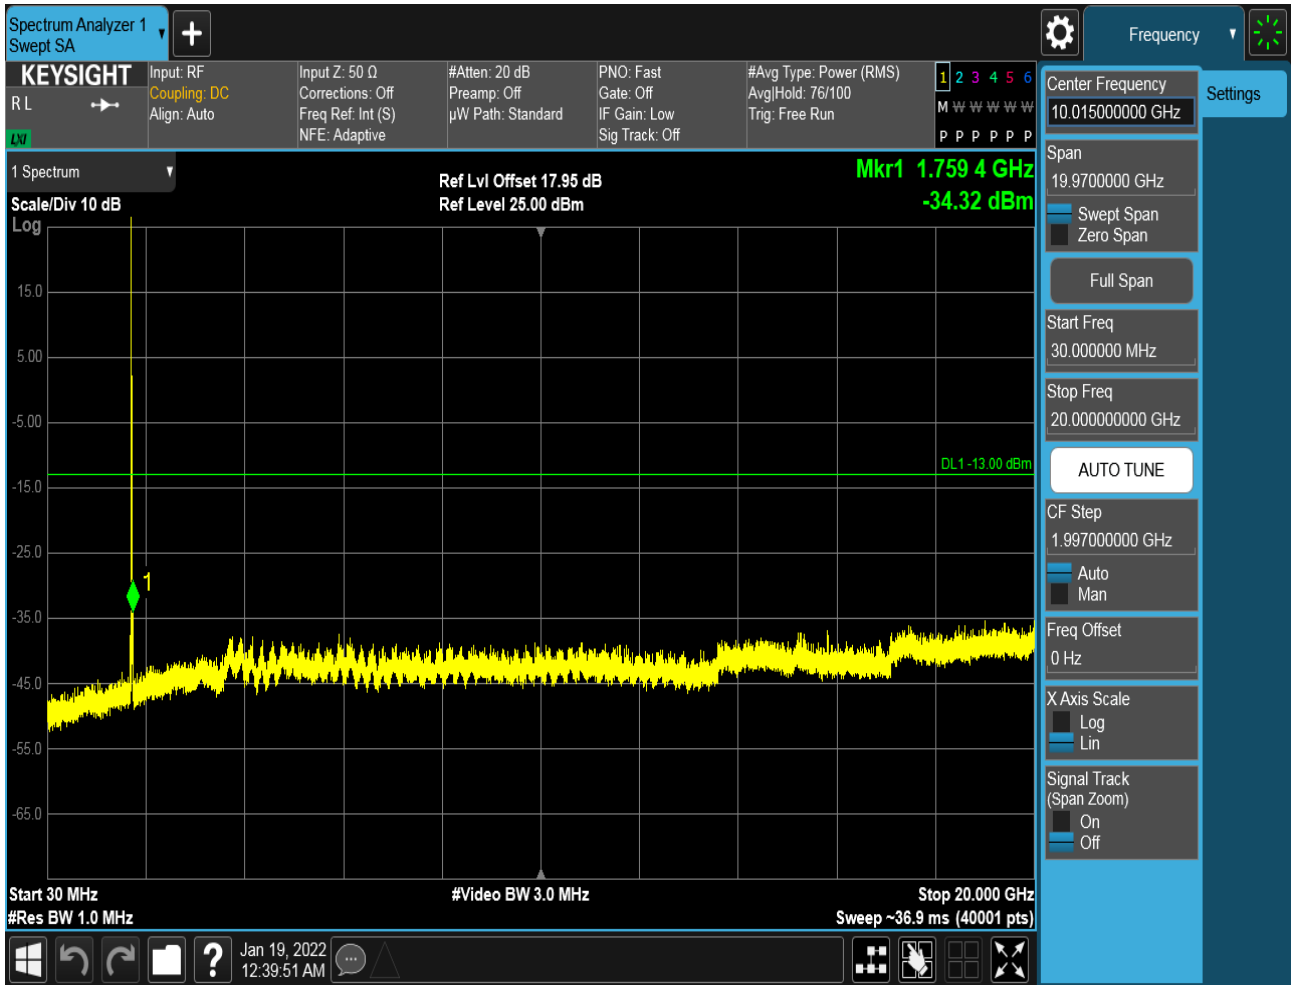 Spectrum Analyzer 1
Swept SA
Frequency
KEYSIGHT
R L
LXI
Input: RF
Coupling: DC
Align: Auto
Input Z: 50 Ω
Corrections: Off
Freq Ref: Int (S)
NFE: Adaptive
#Atten: 20 dB
Preamp: Off
µW Path: Standard
PNO: Fast
Gate: Off
IF Gain: Low
Sig Track: Off
#Avg Type: Power (RMS)
Avg|Hold: 76/100
Trig: Free Run
1 2 3 4 5 6
M W W W W W
P P P P P P
1 Spectrum
Scale/Div 10 dB
Log
Ref Lvl Offset 17.95 dB
Ref Level 25.00 dBm
Mkr1 1.759 4 GHz
-34.32 dBm
15.0
5.00
-5.00
DL1 -13.00 dBm
-15.0
-25.0
1
-35.0
-45.0
-55.0
-65.0
Start 30 MHz
#Res BW 1.0 MHz
#Video BW 3.0 MHz
Stop 20.000 GHz
Sweep ~36.9 ms (40001 pts)
Jan 19, 2022
12:39:51 AM
Center Frequency
10.015000000 GHz
Settings
Span
19.9700000 GHz
Swept Span
Zero Span
Full Span
Start Freq
30.000000 MHz
Stop Freq
20.000000000 GHz
AUTO TUNE
CF Step
1.997000000 GHz
Auto
Man
Freq Offset
0 Hz
X Axis Scale
Log
Lin
Signal Track
(Span Zoom)
On
Off